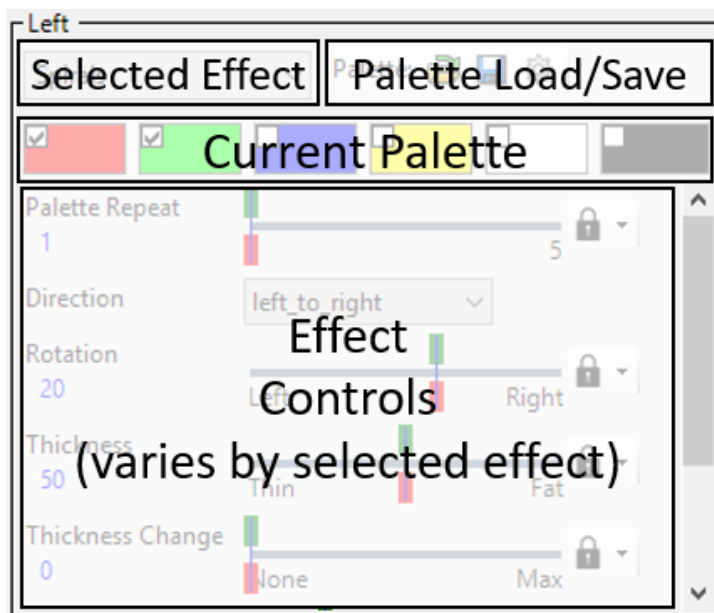 Left
Selected Effect
Palette Load/Save
Current Palette
Palette Repeat
1
5
Direction
left_to_right
Effect
Rotation
20
Left
Right
Controls
Thickness
50
Thin
Fat
(varies by selected effect)
Thickness Change
0
None
Max